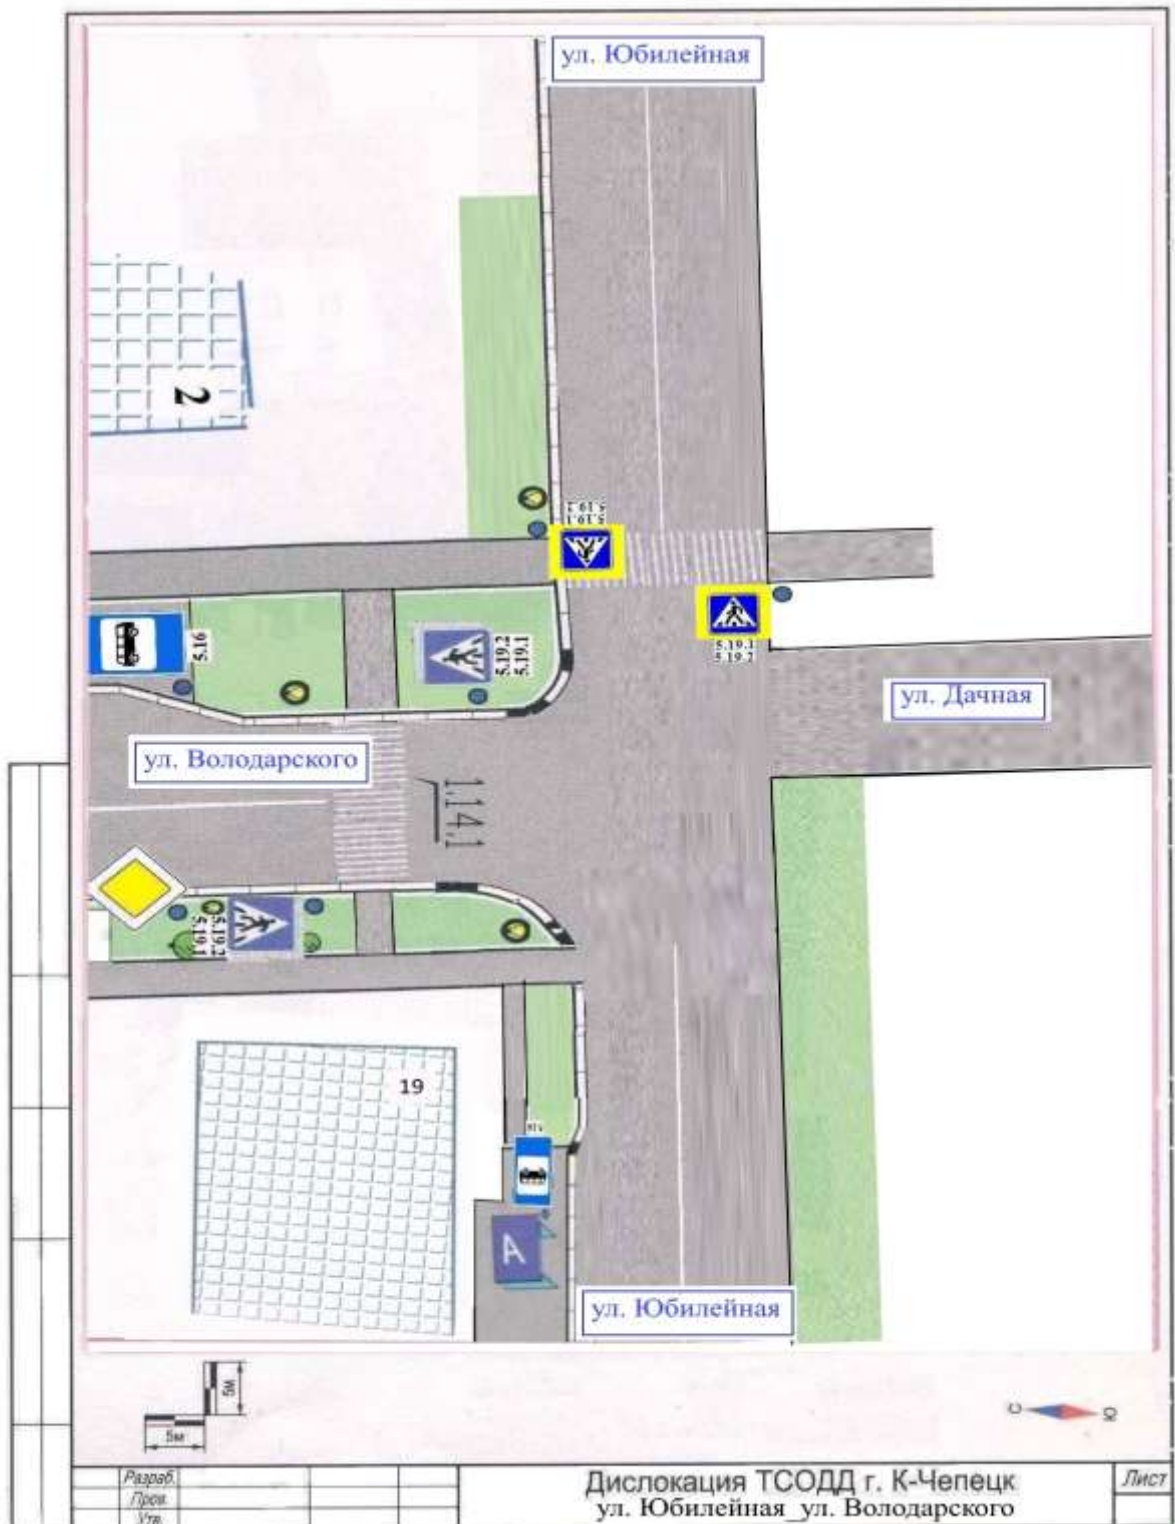 ул. Юбилейная
2
5.19.2
5.19.1
5.16
5.19.2
5.19.1
5.19.1
5.19.2
ул. Дачная
ул. Володарского
1.14.1
5.19.2
5.19.1
19
A
ул. Юбилейная
5м
5м
С
Ю
Разраб.
Пров.
Утв.
Дислокация ТСОДД г. К-Чепецк
ул. Юбилейная_ул. Володарского
Лист